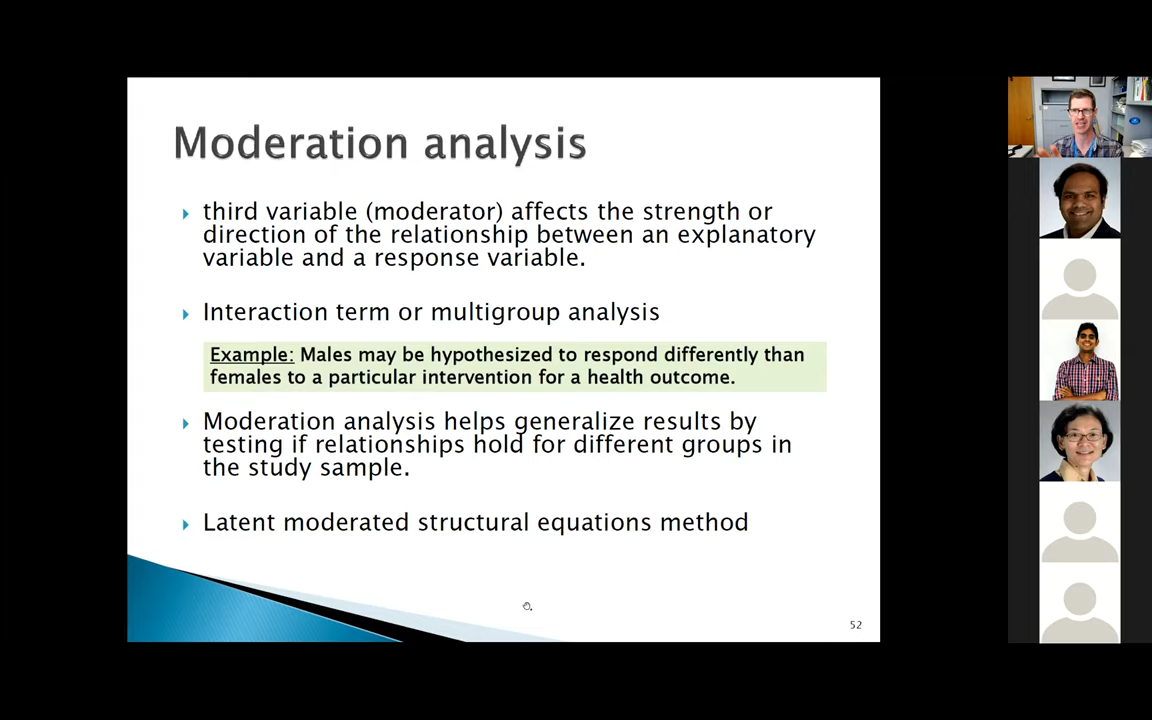 Moderation analysis
third variable (moderator) affects the strength or
direction of the relationship between an explanatory
variable and a response variable.
Interaction term or multigroup analysis
Example: Males may be hypothesized to respond differently than
females to a particular intervention for a health outcome.
Moderation analysis helps generalize results by
testing if relationships hold for different groups in
the study sample.
Latent moderated structural equations method
52